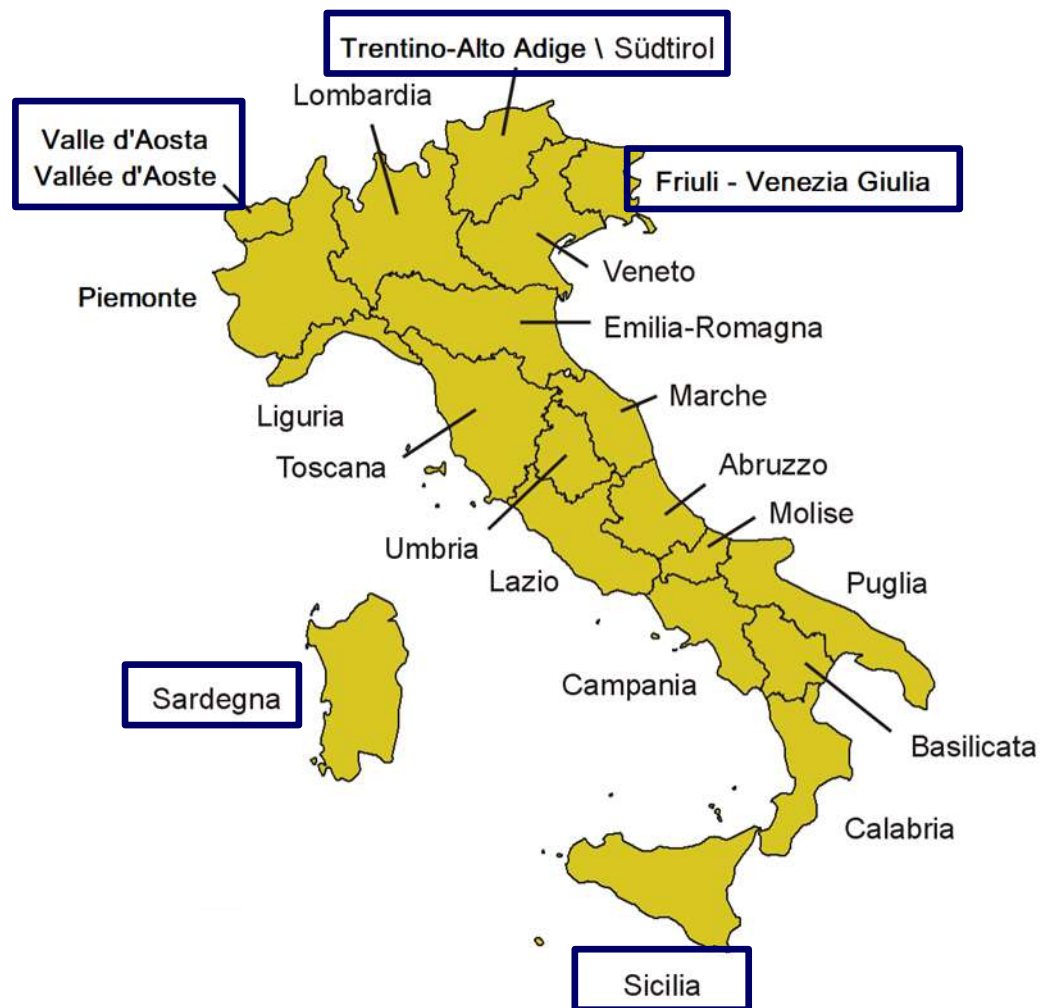 Trentino-Alto Adige \ Südtirol
Lombardia
Valle d'Aosta
Vallée d'Aoste
Friuli - Venezia Giulia
Veneto
Piemonte
Emilia-Romagna
Marche
Liguria
Toscana
Abruzzo
Molise
Umbria
Lazio
Puglia
Campania
Sardegna
Basilicata
Calabria
Sicilia